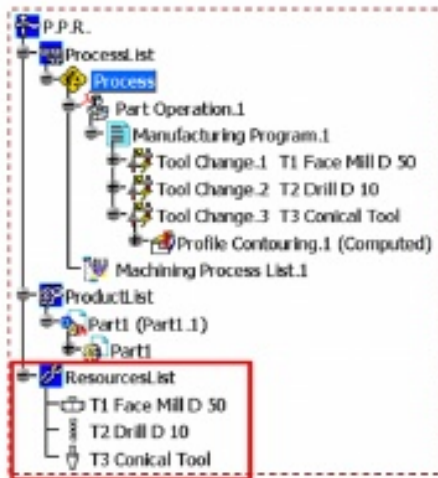 P.P.R.
ProcessList
Process
Part Operation.1
Manufacturing Program.1
Tool Change.1 T1 Face Mill D 50
Tool Change.2 T2 Drill D 10
Tool Change.3 T3 Conical Tool
Profile Contouring.1 (Computed)
Machining Process List.1
ProductList
Part1 (Part1.1)
Part1
ResourcesList
T1 Face Mill D 50
T2 Drill D 10
T3 Conical Tool